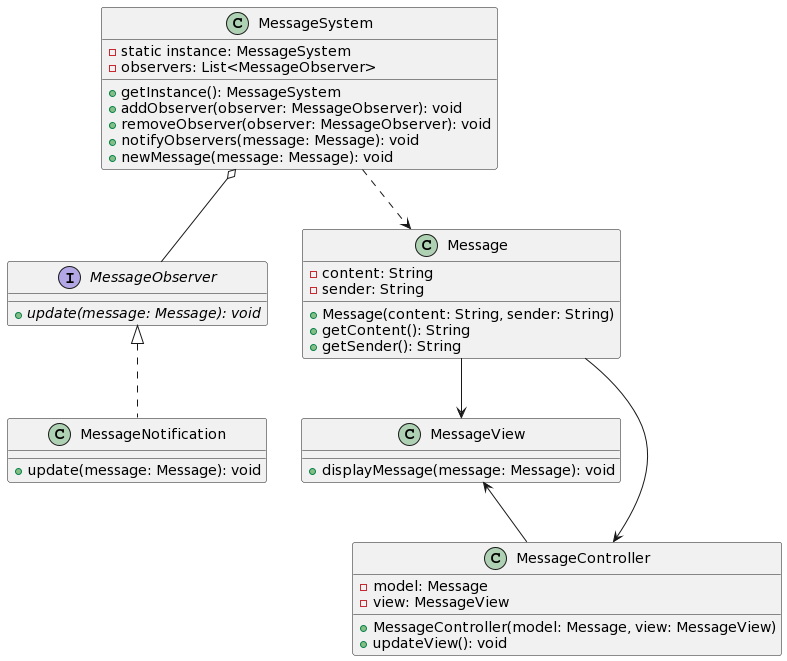 C MessageSystem
static instance: MessageSystem
observers: List<MessageObserver>
getInstance(): MessageSystem
addObserver(observer: MessageObserver): void
removeObserver(observer: MessageObserver): void
notifyObservers(message: Message): void
newMessage(message: Message): void
I MessageObserver
update(message: Message): void
C Message
content: String
sender: String
Message(content: String, sender: String)
getContent(): String
getSender(): String
C MessageNotification
update(message: Message): void
C MessageView
displayMessage(message: Message): void
C MessageController
model: Message
view: MessageView
MessageController(model: Message, view: MessageView)
updateView(): void